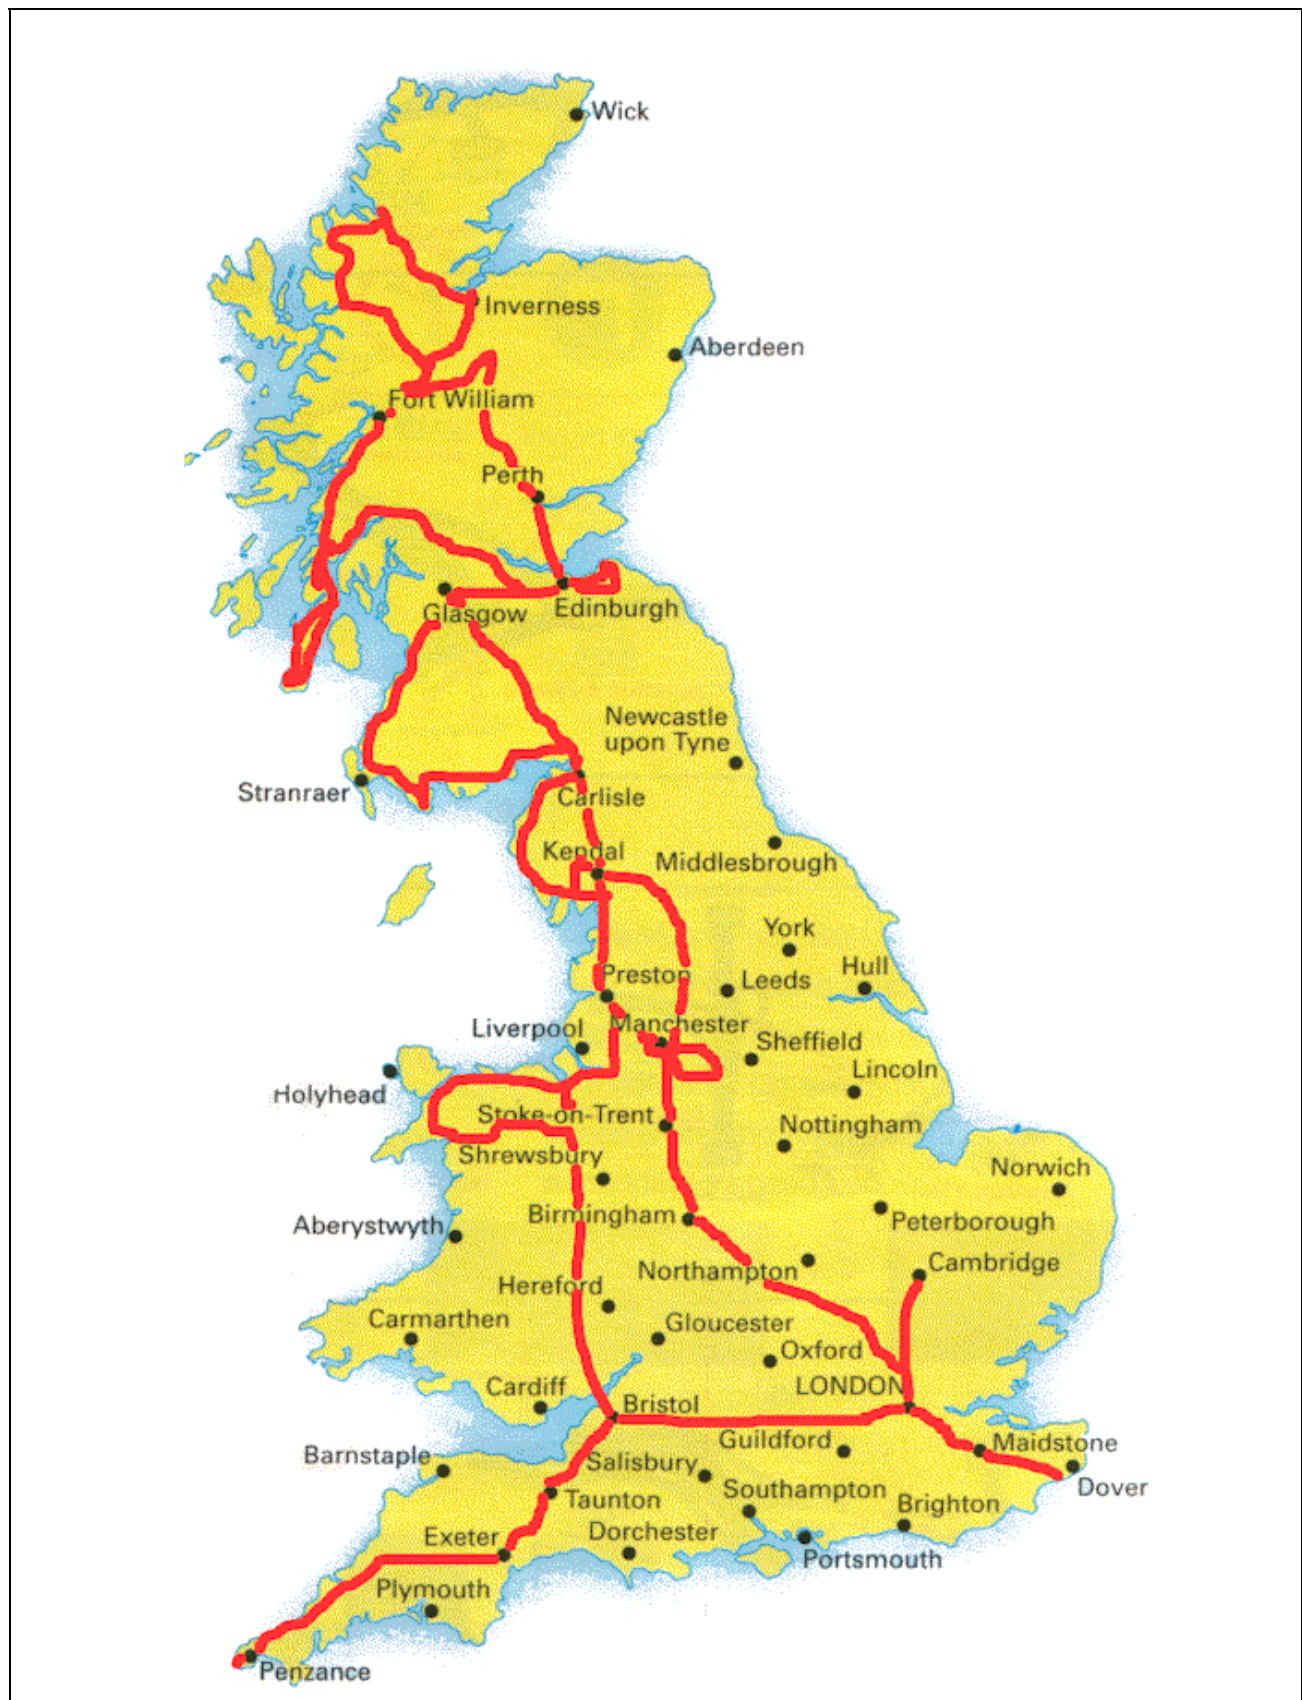 Wick
Inverness
Aberdeen
Fort William
Perth
Glasgow
Edinburgh
Newcastle
upon Tyne
Stranraer
Carlisle
Kendal
Middlesbrough
York
Preston
Leeds
Hull
Liverpool
Manchester
Sheffield
Holyhead
Lincoln
Stoke-on-Trent
Nottingham
Shrewsbury
Norwich
Birmingham
Aberystwyth
Peterborough
Northampton
Cambridge
Hereford
Carmarthen
Gloucester
Oxford
Cardiff
LONDON
Bristol
Guildford
Maidstone
Barnstaple
Salisbury
Dover
Southampton
Taunton
Brighton
Exeter
Dorchester
Portsmouth
Plymouth
Penzance